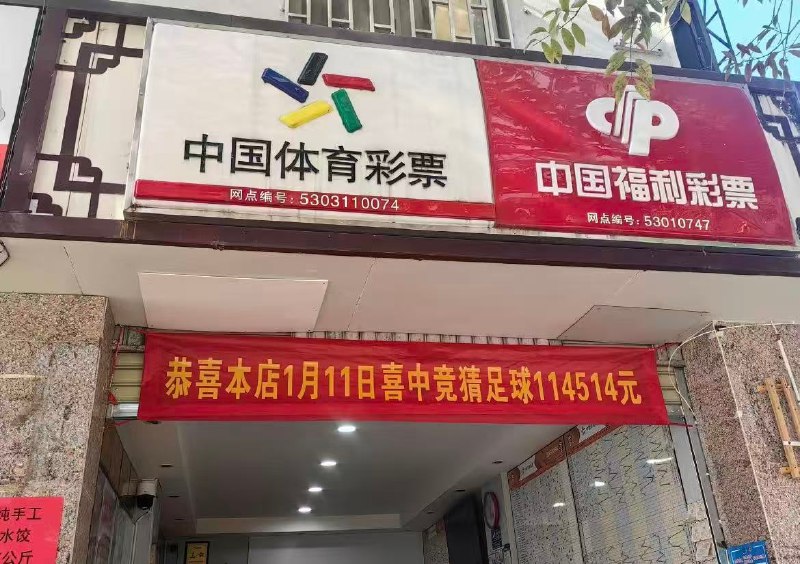 中国体育彩票
网点编号：5303110074
中国福利彩票
网点编号：53010747
恭喜本店1月11日喜中竞猜足球114514元
纯手工
水饺
公斤